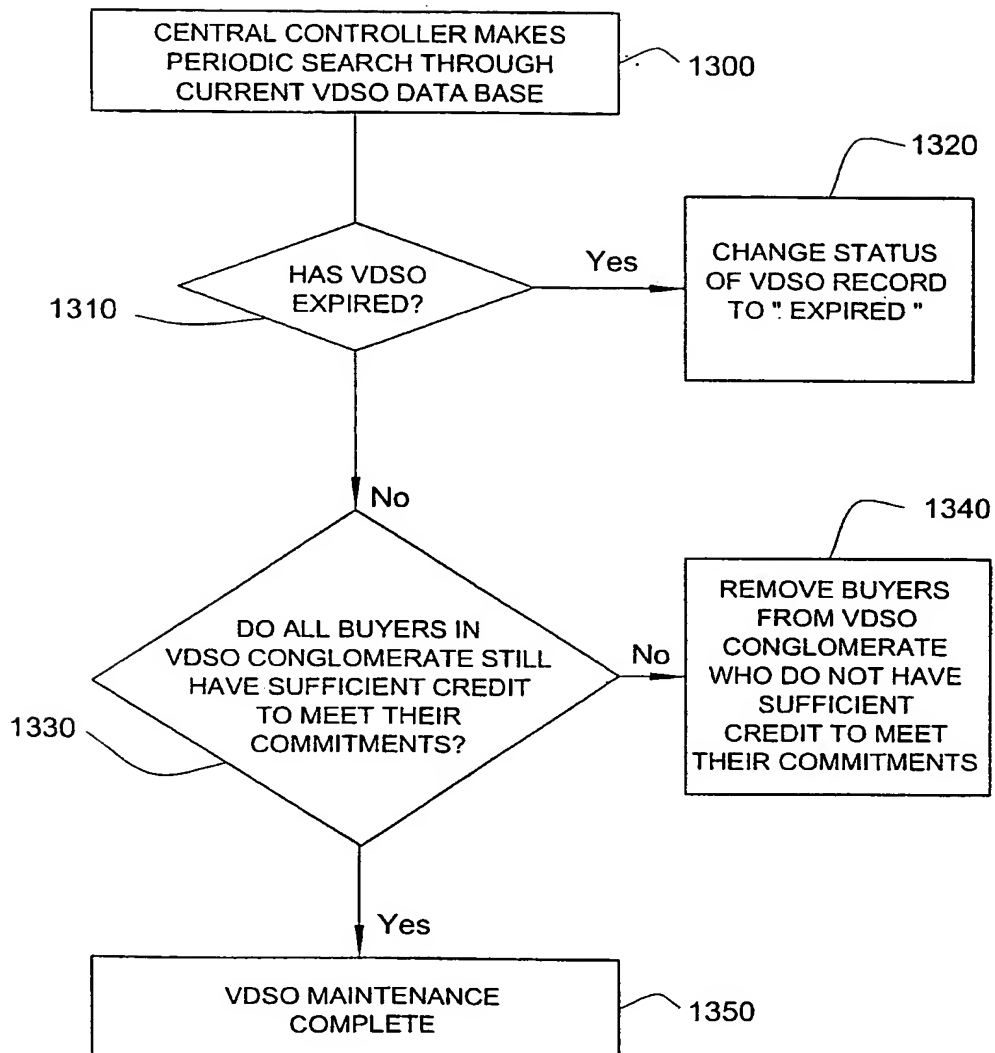 CENTRAL CONTROLLER MAKES
PERIODIC SEARCH THROUGH
CURRENT VDSO DATA BASE
1300
1320
CHANGE STATUS
OF VDSO RECORD
TO " EXPIRED "
Yes
HAS VDSO
EXPIRED?
1310
No
1340
REMOVE BUYERS
FROM VDSO
CONGLOMERATE
WHO DO NOT HAVE
SUFFICIENT
CREDIT TO MEET
THEIR COMMITMENTS
No
DO ALL BUYERS IN
VDSO CONGLOMERATE STILL
HAVE SUFFICIENT CREDIT
TO MEET THEIR
COMMITMENTS?
1330
Yes
VDSO MAINTENANCE
COMPLETE
1350